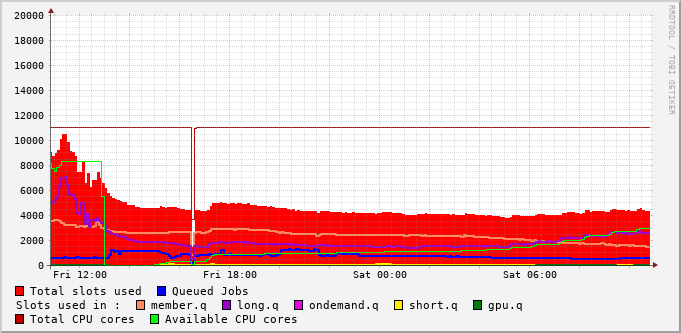 RRDTOOL / TOBI OETIKER
20000
18000
16000
14000
12000
10000
8000
6000
4000
2000
0
Fri 12:00 Fri 18:00 Sat 00:00 Sat 06:00
Total slots used Queued Jobs
Slots used in : member.q long.q ondemand.q short.q gpu.q
Total CPU cores Available CPU cores